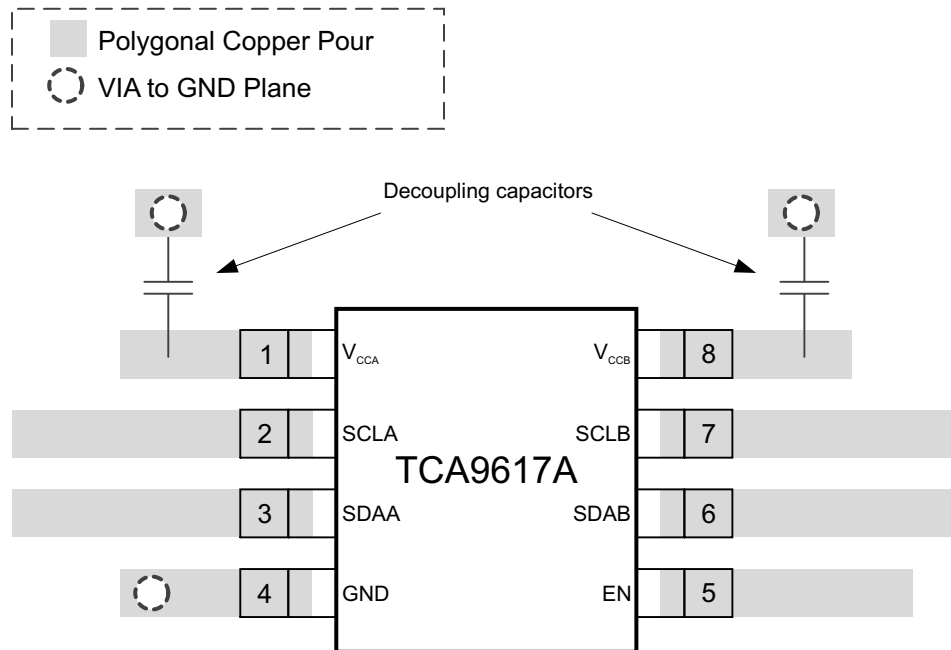 Polygonal Copper Pour
VIA to GND Plane
Decoupling capacitors
1 VCCA VCCB 8
2 SCLA SCLB 7
TCA9617A
3 SDAA SDAB 6
4 GND EN 5